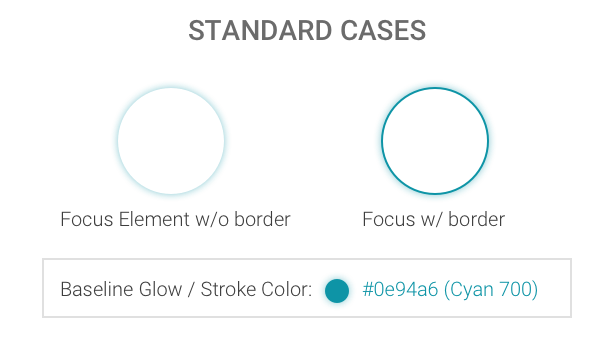 STANDARD CASES
Focus Element w/o border
Focus w/ border
Baseline Glow / Stroke Color: #0e94a6 (Cyan 700)